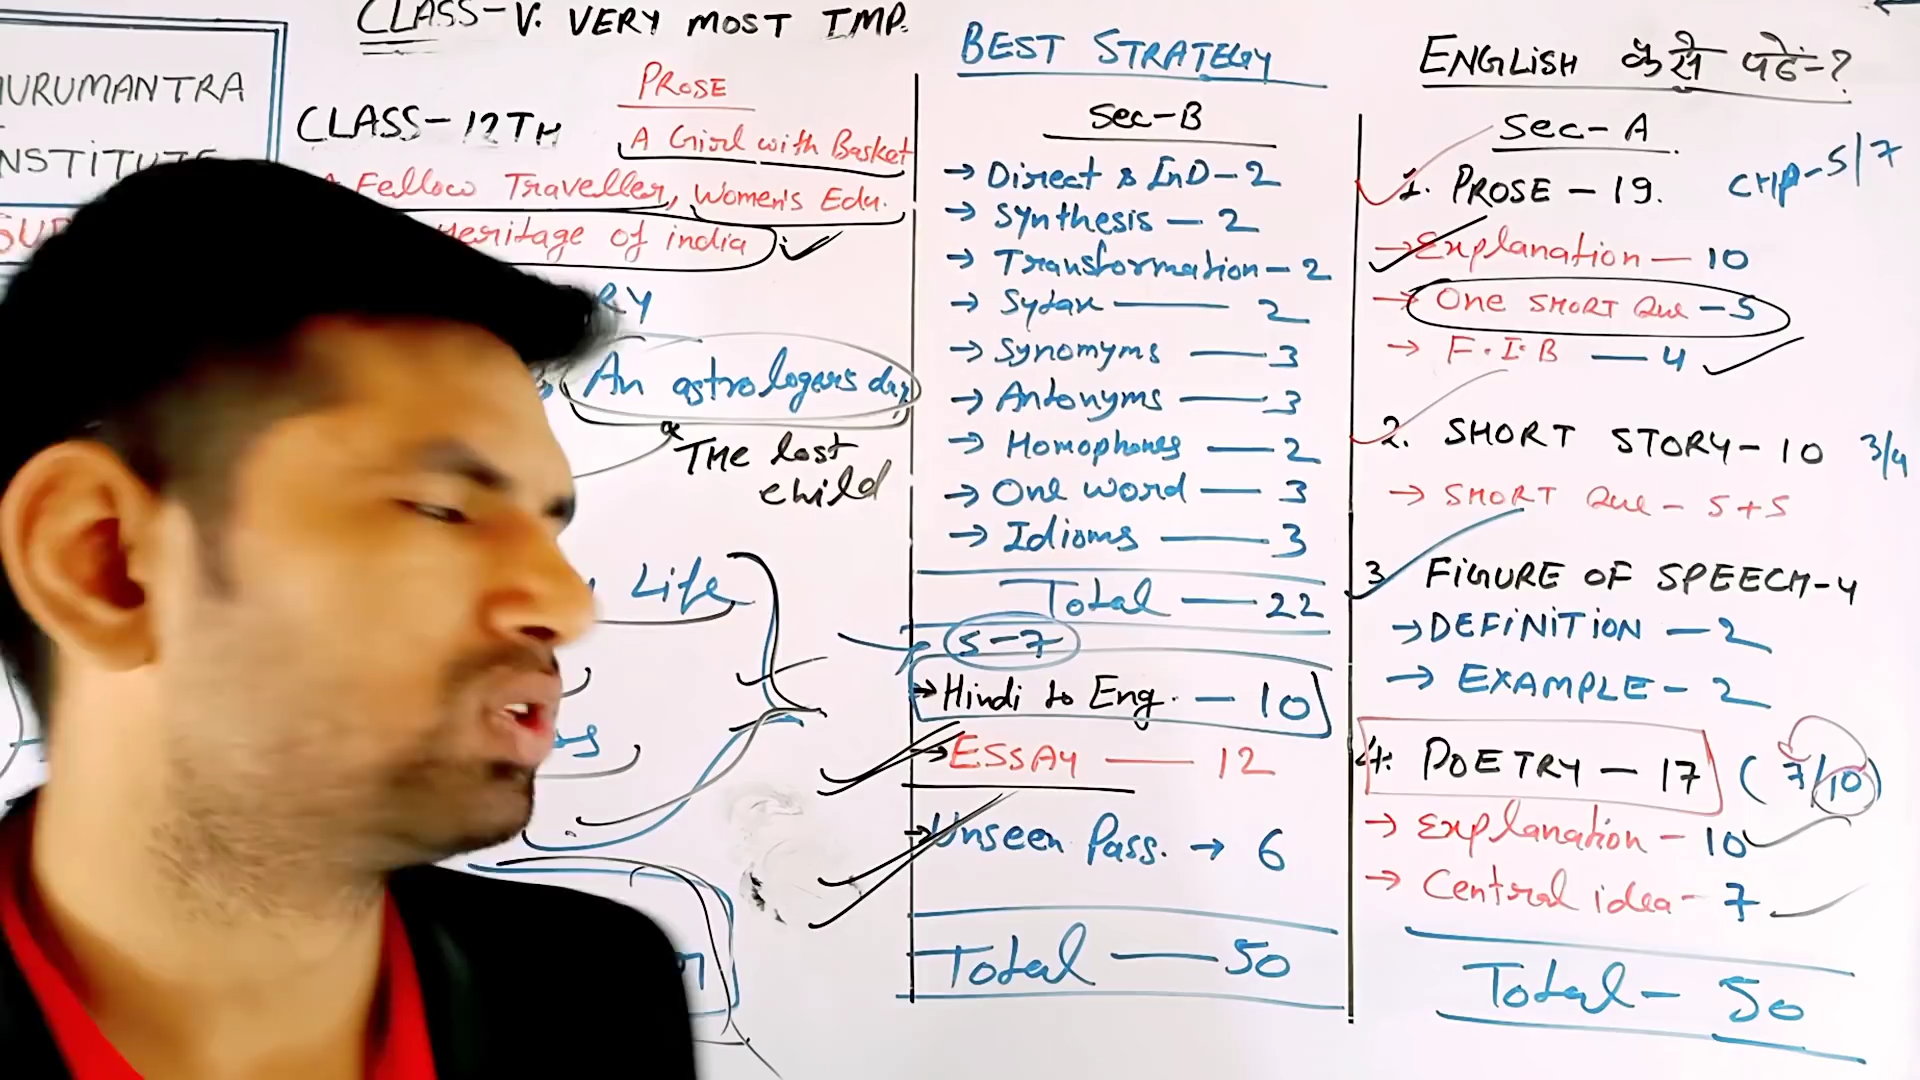 CLASS-V. VERY MOST IMP.
URUMANTRA
NSTITUTE
CLASS-12TH
PROSE
A Girl with Basket
A Fellow Traveller, Women's Edu.
Heritage of india
RY
An astrologers day
THe lost
child
Life
BEST STRATEGY
Sec-B
→ Direct & InD-2
→ Synthesis — 2
→ Transformation-2
→ Sytax — 2
→ Synomyms — 3
→ Antonyms — 3
→ Homophones — 2
→ One word — 3
→ Idioms — 3
Total — 22
5-7
→ Hindi to Eng. - 10
→ ESSAY — 12
→ Unseen Pass. → 6
Total — 50
ENGLISH कैसे पढे-?
Sec-A
1. PROSE - 19. CHP-5/7
→ Explanation — 10
→ One SHORT Que - 5
→ F.I.B — 4
2. SHORT STORY-10 3/4
→ SHORT Que - 5+5
3 FIGURE OF SPEECH-4
→ DEFINITION - 2
→ EXAMPLE - 2
4. POETRY - 17 (7/10)
→ Explanation - 10
→ Central idea - 7
Total - 50